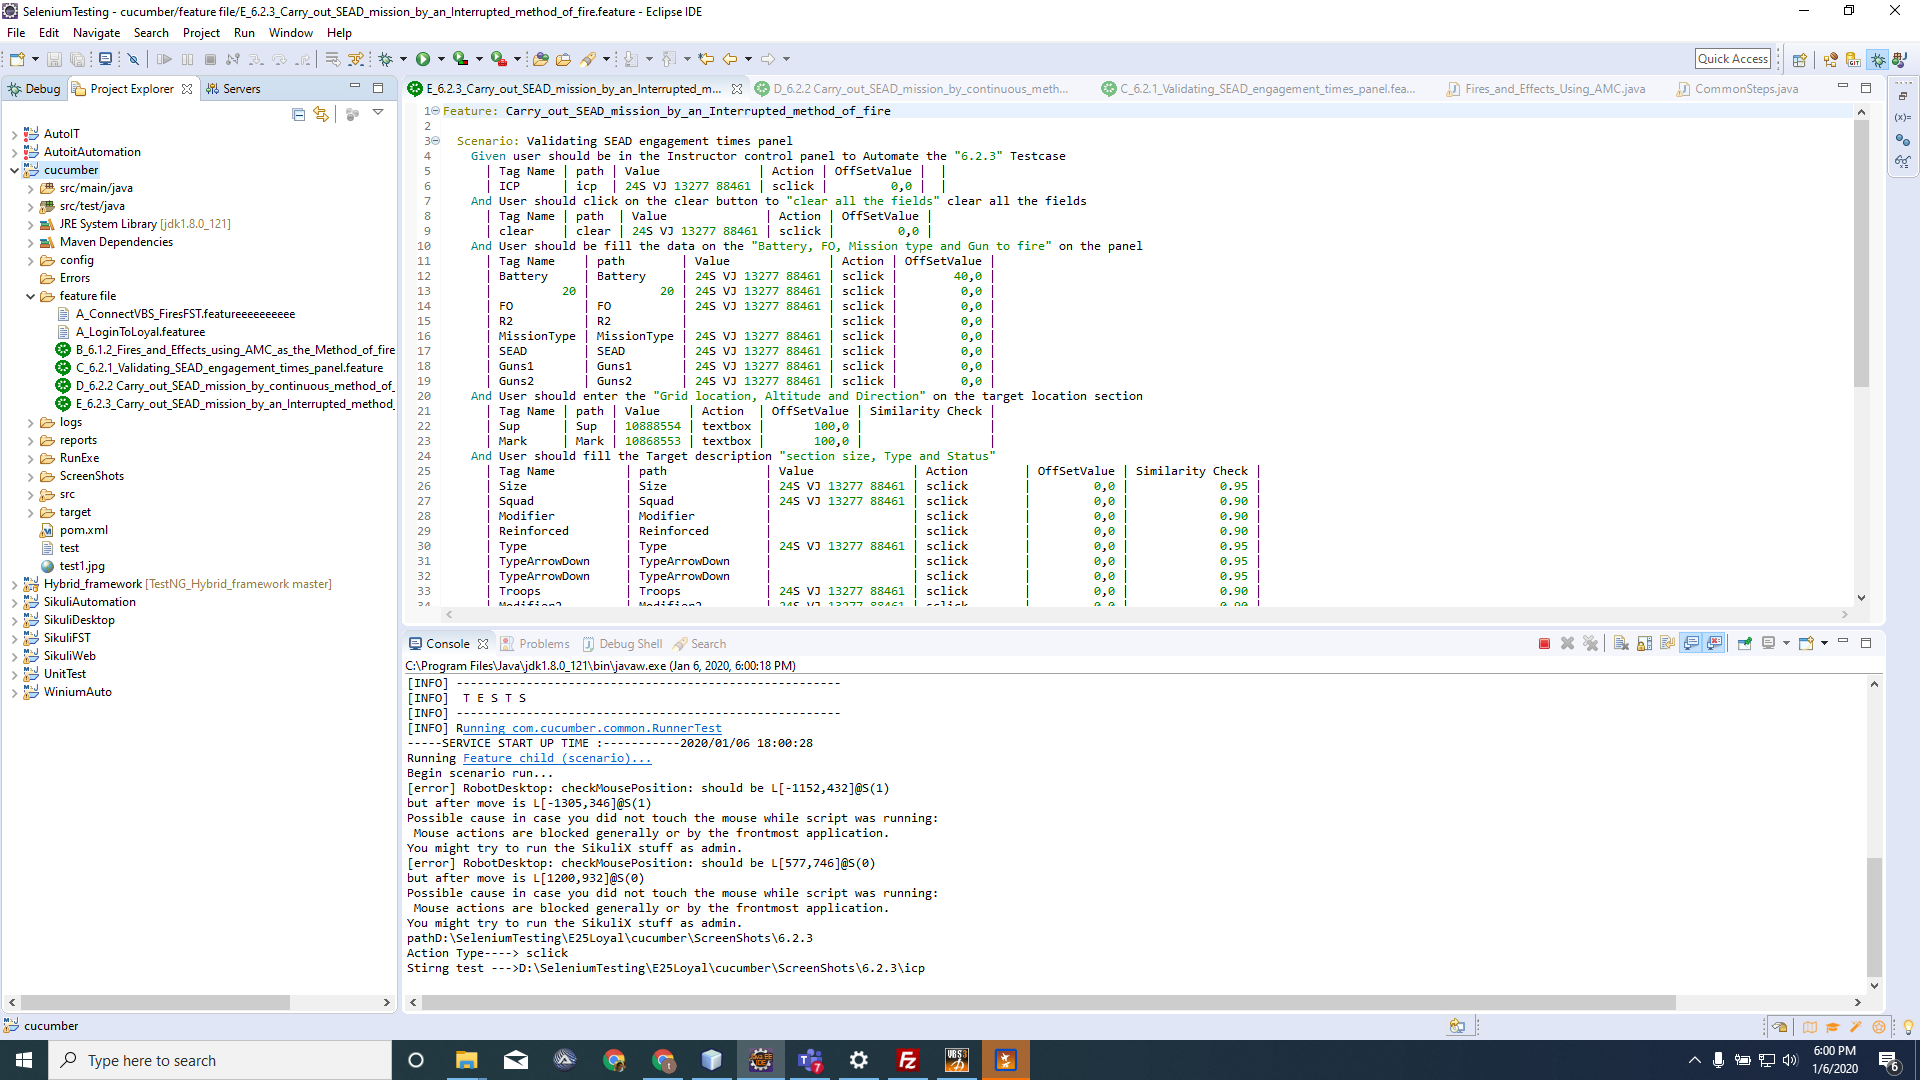 SeleniumTesting - cucumber/feature file/E_6.2.3_Carry_out_SEAD_mission_by_an_Interrupted_method_of_fire.feature - Eclipse IDE
File Edit Navigate Search Project Run Window Help
Quick Access
Debug Project Explorer Servers
AutoIT
AutoitAutomation
cucumber
src/main/java
src/test/java
JRE System Library [jdk1.8.0_121]
Maven Dependencies
config
Errors
feature file
A_ConnectVBS_FiresFST.featureeeeeeeeee
A_LoginToLoyal.featuree
B_6.1.2_Fires_and_Effects_using_AMC_as_the_Method_of_fire
C_6.2.1_Validating_SEAD_engagement_times_panel.feature
D_6.2.2 Carry_out_SEAD_mission_by_continuous_method_of_
E_6.2.3_Carry_out_SEAD_mission_by_an_Interrupted_method_
logs
reports
RunExe
ScreenShots
src
target
pom.xml
test
test1.jpg
Hybrid_framework [TestNG_Hybrid_framework master]
SikuliAutomation
SikuliDesktop
SikuliFST
SikuliWeb
UnitTest
WiniumAuto
E_6.2.3_Carry_out_SEAD_mission_by_an_Interrupted_m... D_6.2.2 Carry_out_SEAD_mission_by_continuous_meth... C_6.2.1_Validating_SEAD_engagement_times_panel.fea... Fires_and_Effects_Using_AMC.java CommonSteps.java
1 Feature: Carry_out_SEAD_mission_by_an_Interrupted_method_of_fire
2
3 Scenario: Validating SEAD engagement times panel
4 Given user should be in the Instructor control panel to Automate the "6.2.3" Testcase
5 | Tag Name | path | Value | Action | OffSetValue | |
6 | ICP | icp | 24S VJ 13277 88461 | sclick | 0,0 | |
7 And User should click on the clear button to "clear all the fields" clear all the fields
8 | Tag Name | path | Value | Action | OffSetValue |
9 | clear | clear | 24S VJ 13277 88461 | sclick | 0,0 |
10 And User should be fill the data on the "Battery, FO, Mission type and Gun to fire" on the panel
11 | Tag Name | path | Value | Action | OffSetValue |
12 | Battery | Battery | 24S VJ 13277 88461 | sclick | 40,0 |
13 | 20 | 20 | 24S VJ 13277 88461 | sclick | 0,0 |
14 | FO | FO | 24S VJ 13277 88461 | sclick | 0,0 |
15 | R2 | R2 | | sclick | 0,0 |
16 | MissionType | MissionType | 24S VJ 13277 88461 | sclick | 0,0 |
17 | SEAD | SEAD | 24S VJ 13277 88461 | sclick | 0,0 |
18 | Guns1 | Guns1 | 24S VJ 13277 88461 | sclick | 0,0 |
19 | Guns2 | Guns2 | 24S VJ 13277 88461 | sclick | 0,0 |
20 And User should enter the "Grid location, Altitude and Direction" on the target location section
21 | Tag Name | path | Value | Action | OffSetValue | Similarity Check |
22 | Sup | Sup | 10888554 | textbox | 100,0 | |
23 | Mark | Mark | 10868553 | textbox | 100,0 | |
24 And User should fill the Target description "section size, Type and Status"
25 | Tag Name | path | Value | Action | OffSetValue | Similarity Check |
26 | Size | Size | 24S VJ 13277 88461 | sclick | 0,0 | 0.95 |
27 | Squad | Squad | 24S VJ 13277 88461 | sclick | 0,0 | 0.90 |
28 | Modifier | Modifier | | sclick | 0,0 | 0.90 |
29 | Reinforced | Reinforced | | sclick | 0,0 | 0.90 |
30 | Type | Type | 24S VJ 13277 88461 | sclick | 0,0 | 0.95 |
31 | TypeArrowDown | TypeArrowDown | | sclick | 0,0 | 0.95 |
32 | TypeArrowDown | TypeArrowDown | | sclick | 0,0 | 0.95 |
33 | Troops | Troops | 24S VJ 13277 88461 | sclick | 0,0 | 0.90 |
34 | Modifier2 | Modifier2 | 24S VJ 13277 88461 | sclick | 0,0 | 0.90 |
Console Problems Debug Shell Search
C:\Program Files\Java\jdk1.8.0_121\bin\javaw.exe (Jan 6, 2020, 6:00:18 PM)
[INFO] -------------------------------------------------------
[INFO] T E S T S
[INFO] -------------------------------------------------------
[INFO] Running com.cucumber.common.RunnerTest
-----SERVICE START UP TIME :-----------2020/01/06 18:00:28
Running Feature child (scenario)...
Begin scenario run...
[error] RobotDesktop: checkMousePosition: should be L[-1152,432]@S(1)
but after move is L[-1305,346]@S(1)
Possible cause in case you did not touch the mouse while script was running:
Mouse actions are blocked generally or by the frontmost application.
You might try to run the SikuliX stuff as admin.
[error] RobotDesktop: checkMousePosition: should be L[577,746]@S(0)
but after move is L[1200,932]@S(0)
Possible cause in case you did not touch the mouse while script was running:
Mouse actions are blocked generally or by the frontmost application.
You might try to run the SikuliX stuff as admin.
pathD:\SeleniumTesting\E25Loyal\cucumber\ScreenShots\6.2.3
Action Type----> sclick
Stirng test --->D:\SeleniumTesting\E25Loyal\cucumber\ScreenShots\6.2.3\icp
cucumber
Type here to search
6:00 PM
1/6/2020